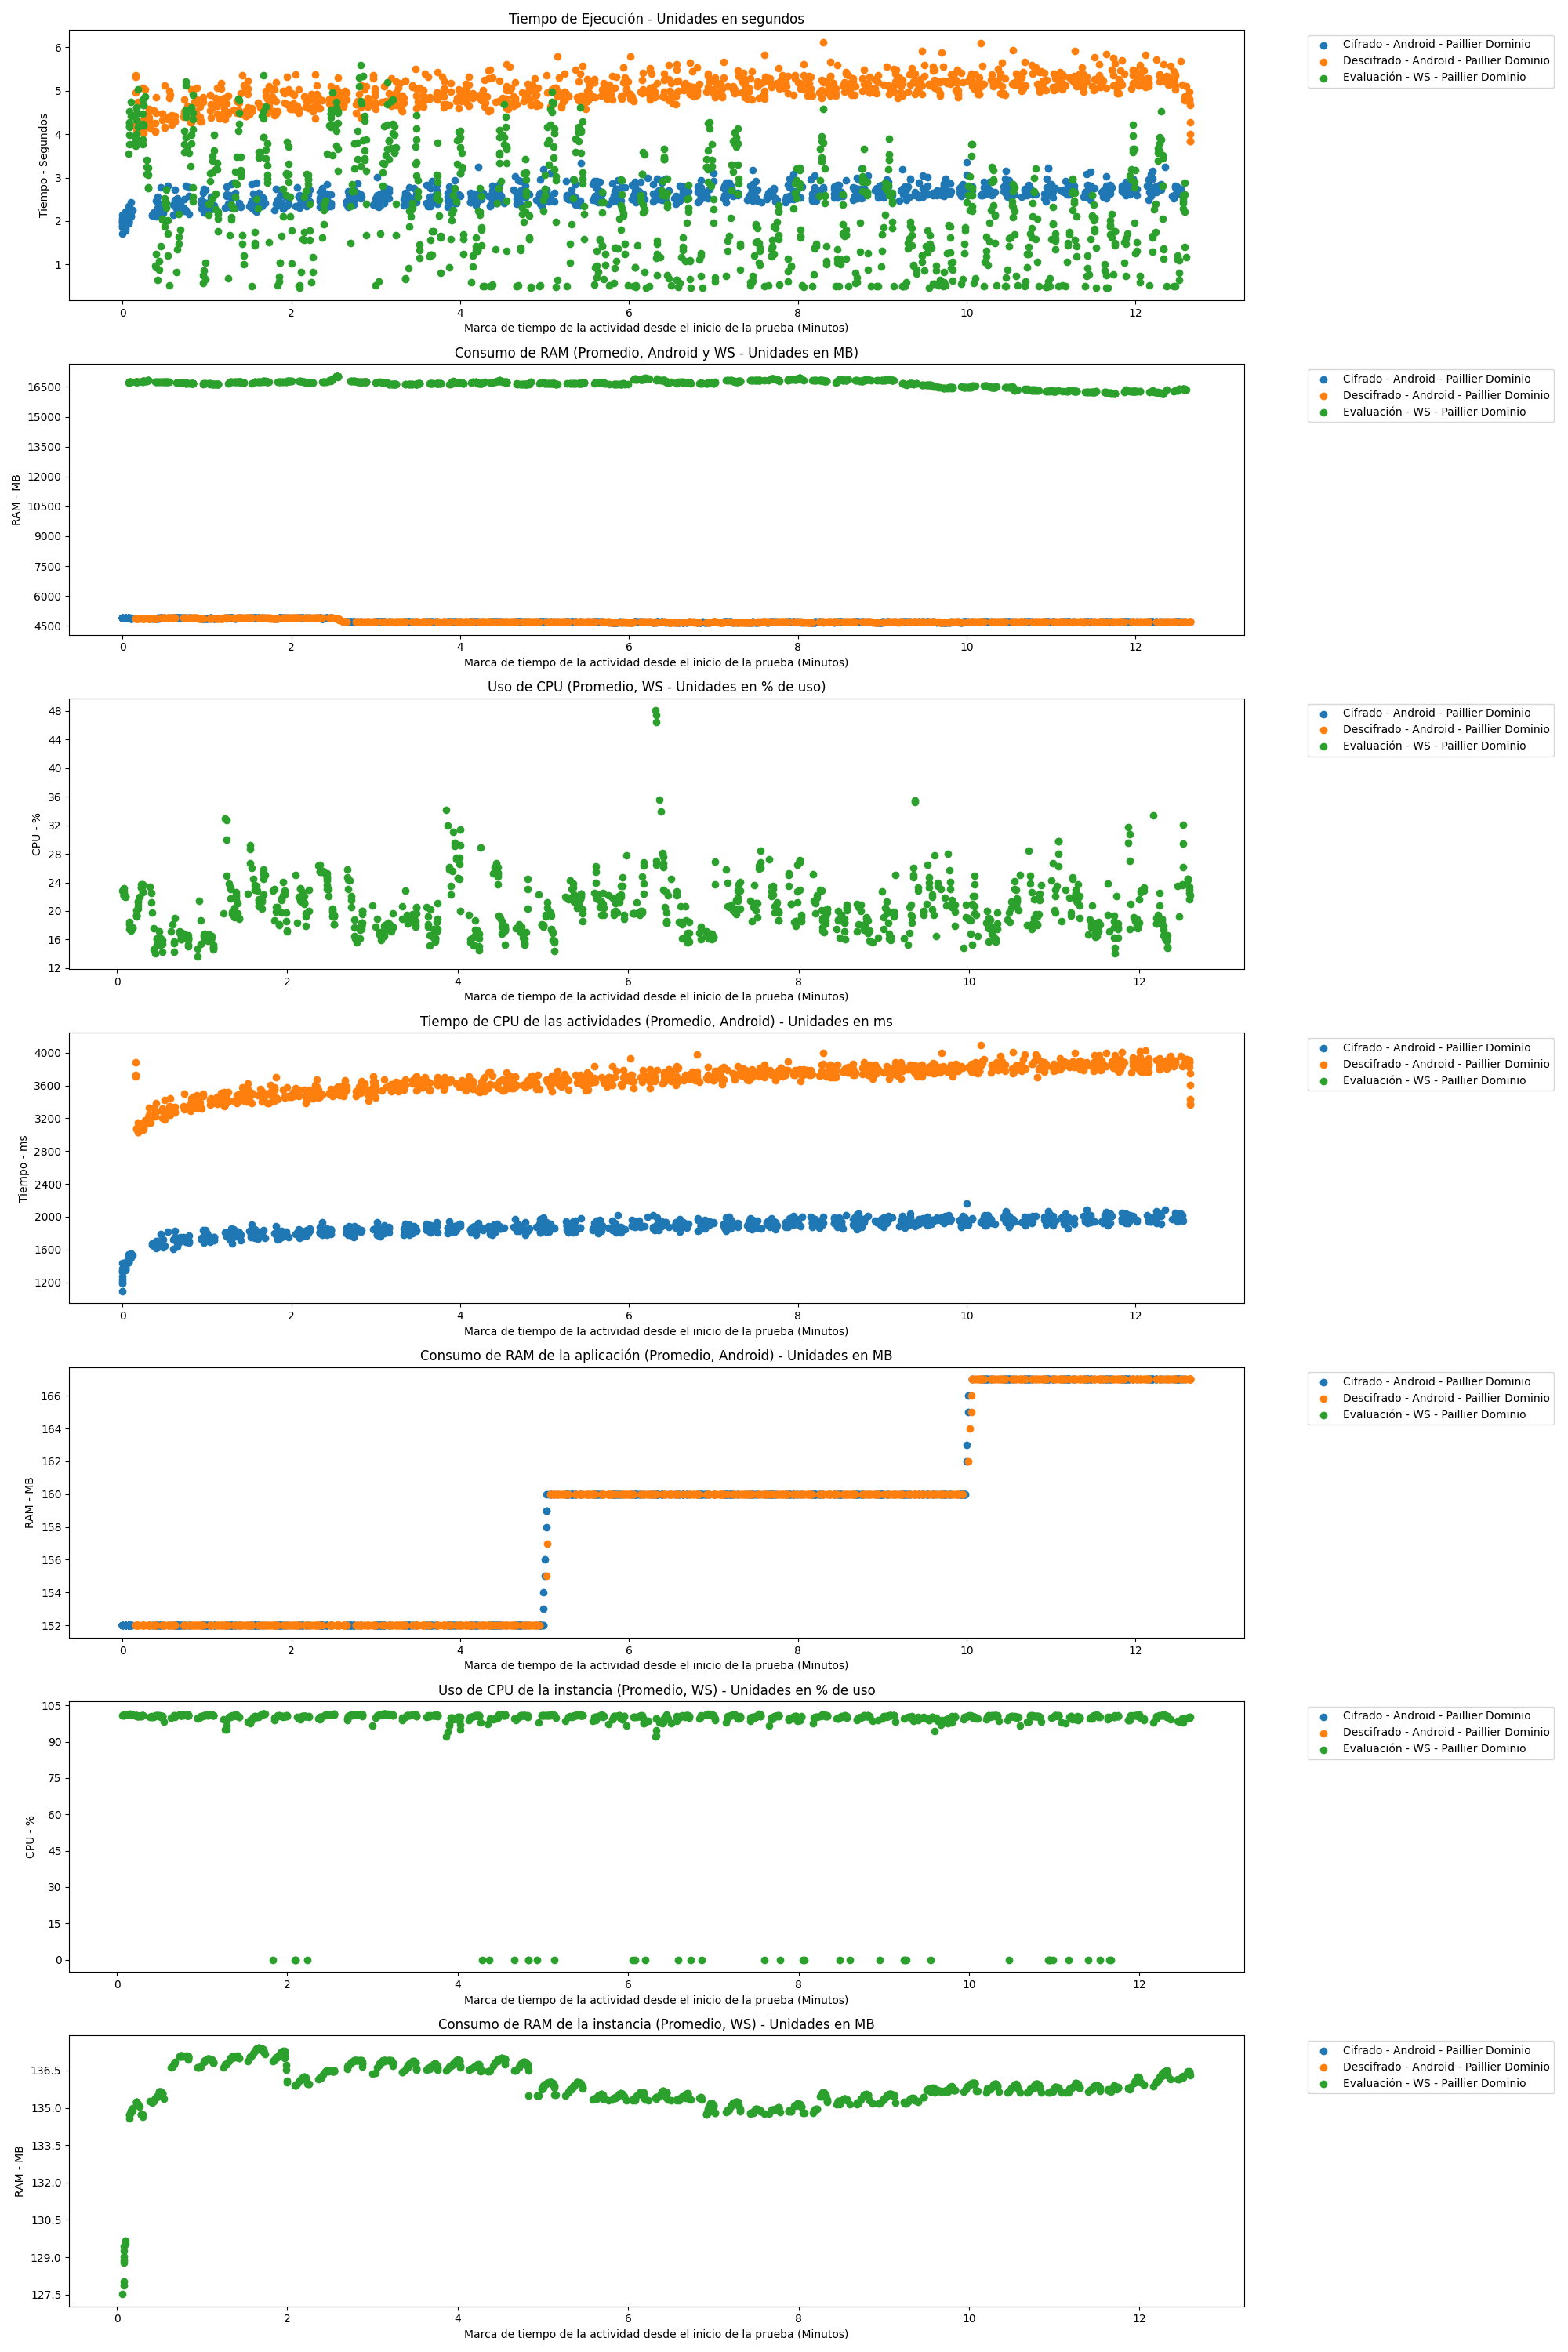 Tiempo de Ejecución - Unidades en segundos
Tiempo - Segundos
6
5
4
3
2
1
0 2 4 6 8 10 12
Marca de tiempo de la actividad desde el inicio de la prueba (Minutos)
Cifrado - Android - Paillier Dominio
Descifrado - Android - Paillier Dominio
Evaluación - WS - Paillier Dominio
Consumo de RAM (Promedio, Android y WS - Unidades en MB)
RAM - MB
16500
15000
13500
12000
10500
9000
7500
6000
4500
0 2 4 6 8 10 12
Marca de tiempo de la actividad desde el inicio de la prueba (Minutos)
Cifrado - Android - Paillier Dominio
Descifrado - Android - Paillier Dominio
Evaluación - WS - Paillier Dominio
Uso de CPU (Promedio, WS - Unidades en % de uso)
CPU - %
48
44
40
36
32
28
24
20
16
12
0 2 4 6 8 10 12
Marca de tiempo de la actividad desde el inicio de la prueba (Minutos)
Cifrado - Android - Paillier Dominio
Descifrado - Android - Paillier Dominio
Evaluación - WS - Paillier Dominio
Tiempo de CPU de las actividades (Promedio, Android) - Unidades en ms
Tiempo - ms
4000
3600
3200
2800
2400
2000
1600
1200
0 2 4 6 8 10 12
Marca de tiempo de la actividad desde el inicio de la prueba (Minutos)
Cifrado - Android - Paillier Dominio
Descifrado - Android - Paillier Dominio
Evaluación - WS - Paillier Dominio
Consumo de RAM de la aplicación (Promedio, Android) - Unidades en MB
RAM - MB
166
164
162
160
158
156
154
152
0 2 4 6 8 10 12
Marca de tiempo de la actividad desde el inicio de la prueba (Minutos)
Cifrado - Android - Paillier Dominio
Descifrado - Android - Paillier Dominio
Evaluación - WS - Paillier Dominio
Uso de CPU de la instancia (Promedio, WS) - Unidades en % de uso
CPU - %
105
90
75
60
45
30
15
0
0 2 4 6 8 10 12
Marca de tiempo de la actividad desde el inicio de la prueba (Minutos)
Cifrado - Android - Paillier Dominio
Descifrado - Android - Paillier Dominio
Evaluación - WS - Paillier Dominio
Consumo de RAM de la instancia (Promedio, WS) - Unidades en MB
RAM - MB
136.5
135.0
133.5
132.0
130.5
129.0
127.5
0 2 4 6 8 10 12
Marca de tiempo de la actividad desde el inicio de la prueba (Minutos)
Cifrado - Android - Paillier Dominio
Descifrado - Android - Paillier Dominio
Evaluación - WS - Paillier Dominio